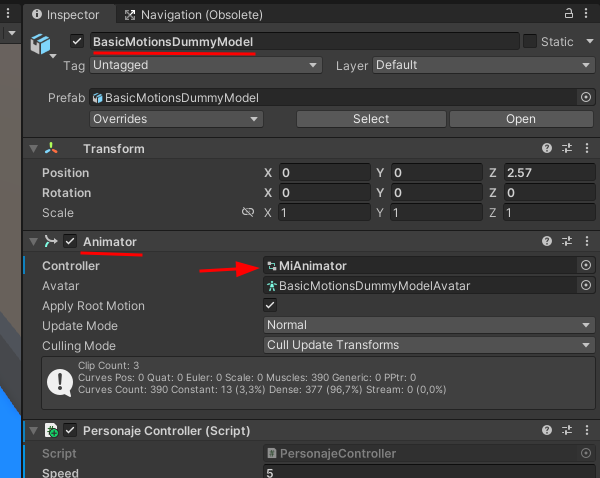 Inspector Navigation (Obsolete)
BasicMotionsDummyModel Static
Tag Untagged Layer Default
Prefab BasicMotionsDummyModel
Overrides Select Open
Transform
Position X 0 Y 0 Z 2.57
Rotation X 0 Y 0 Z 0
Scale X 1 Y 1 Z 1
Animator
Controller MiAnimator
Avatar BasicMotionsDummyModelAvatar
Apply Root Motion
Update Mode Normal
Culling Mode Cull Update Transforms
Clip Count: 3
Curves Pos: 0 Quat: 0 Euler: 0 Scale: 0 Muscles: 390 Generic: 0 PPtr: 0
Curves Count: 390 Constant: 13 (3,3%) Dense: 377 (96,7%) Stream: 0 (0,0%)
Personaje Controller (Script)
Script PersonajeController
Speed 5